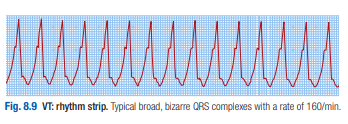 Fig. 8.9 VT: rhythm strip. Typical broad, bizarre QRS complexes with a rate of 160/min.